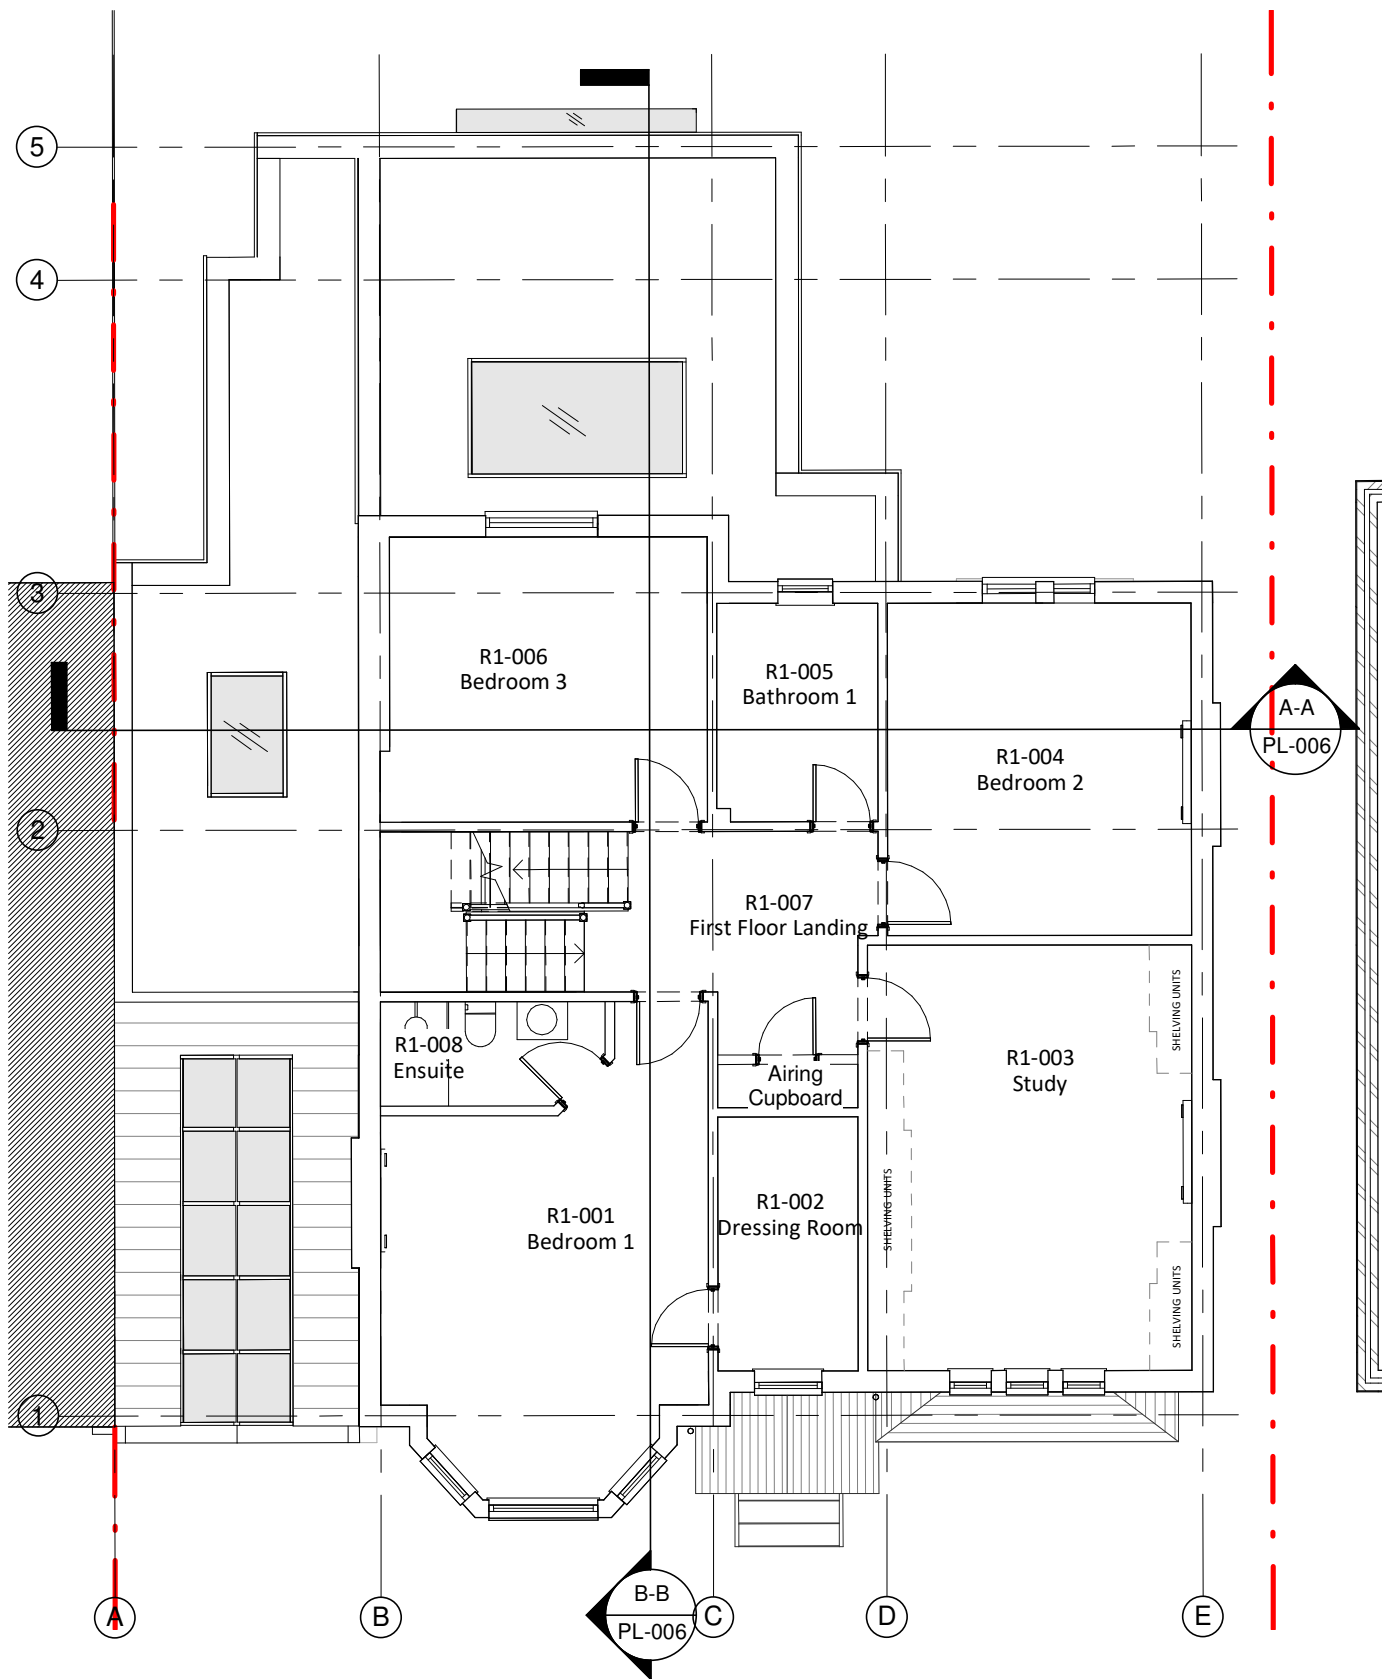 5
4
3
R1-006
Bedroom 3
R1-005
Bathroom 1
A-A
PL-006
R1-004
Bedroom 2
2
R1-007
First Floor Landing
SHELVING UNITS
R1-008
Ensuite
R1-003
Study
Airing
Cupboard
R1-002
Dressing Room
SHELVING UNITS
R1-001
Bedroom 1
SHELVING UNITS
1
B-B
PL-006
A
B
C
D
E